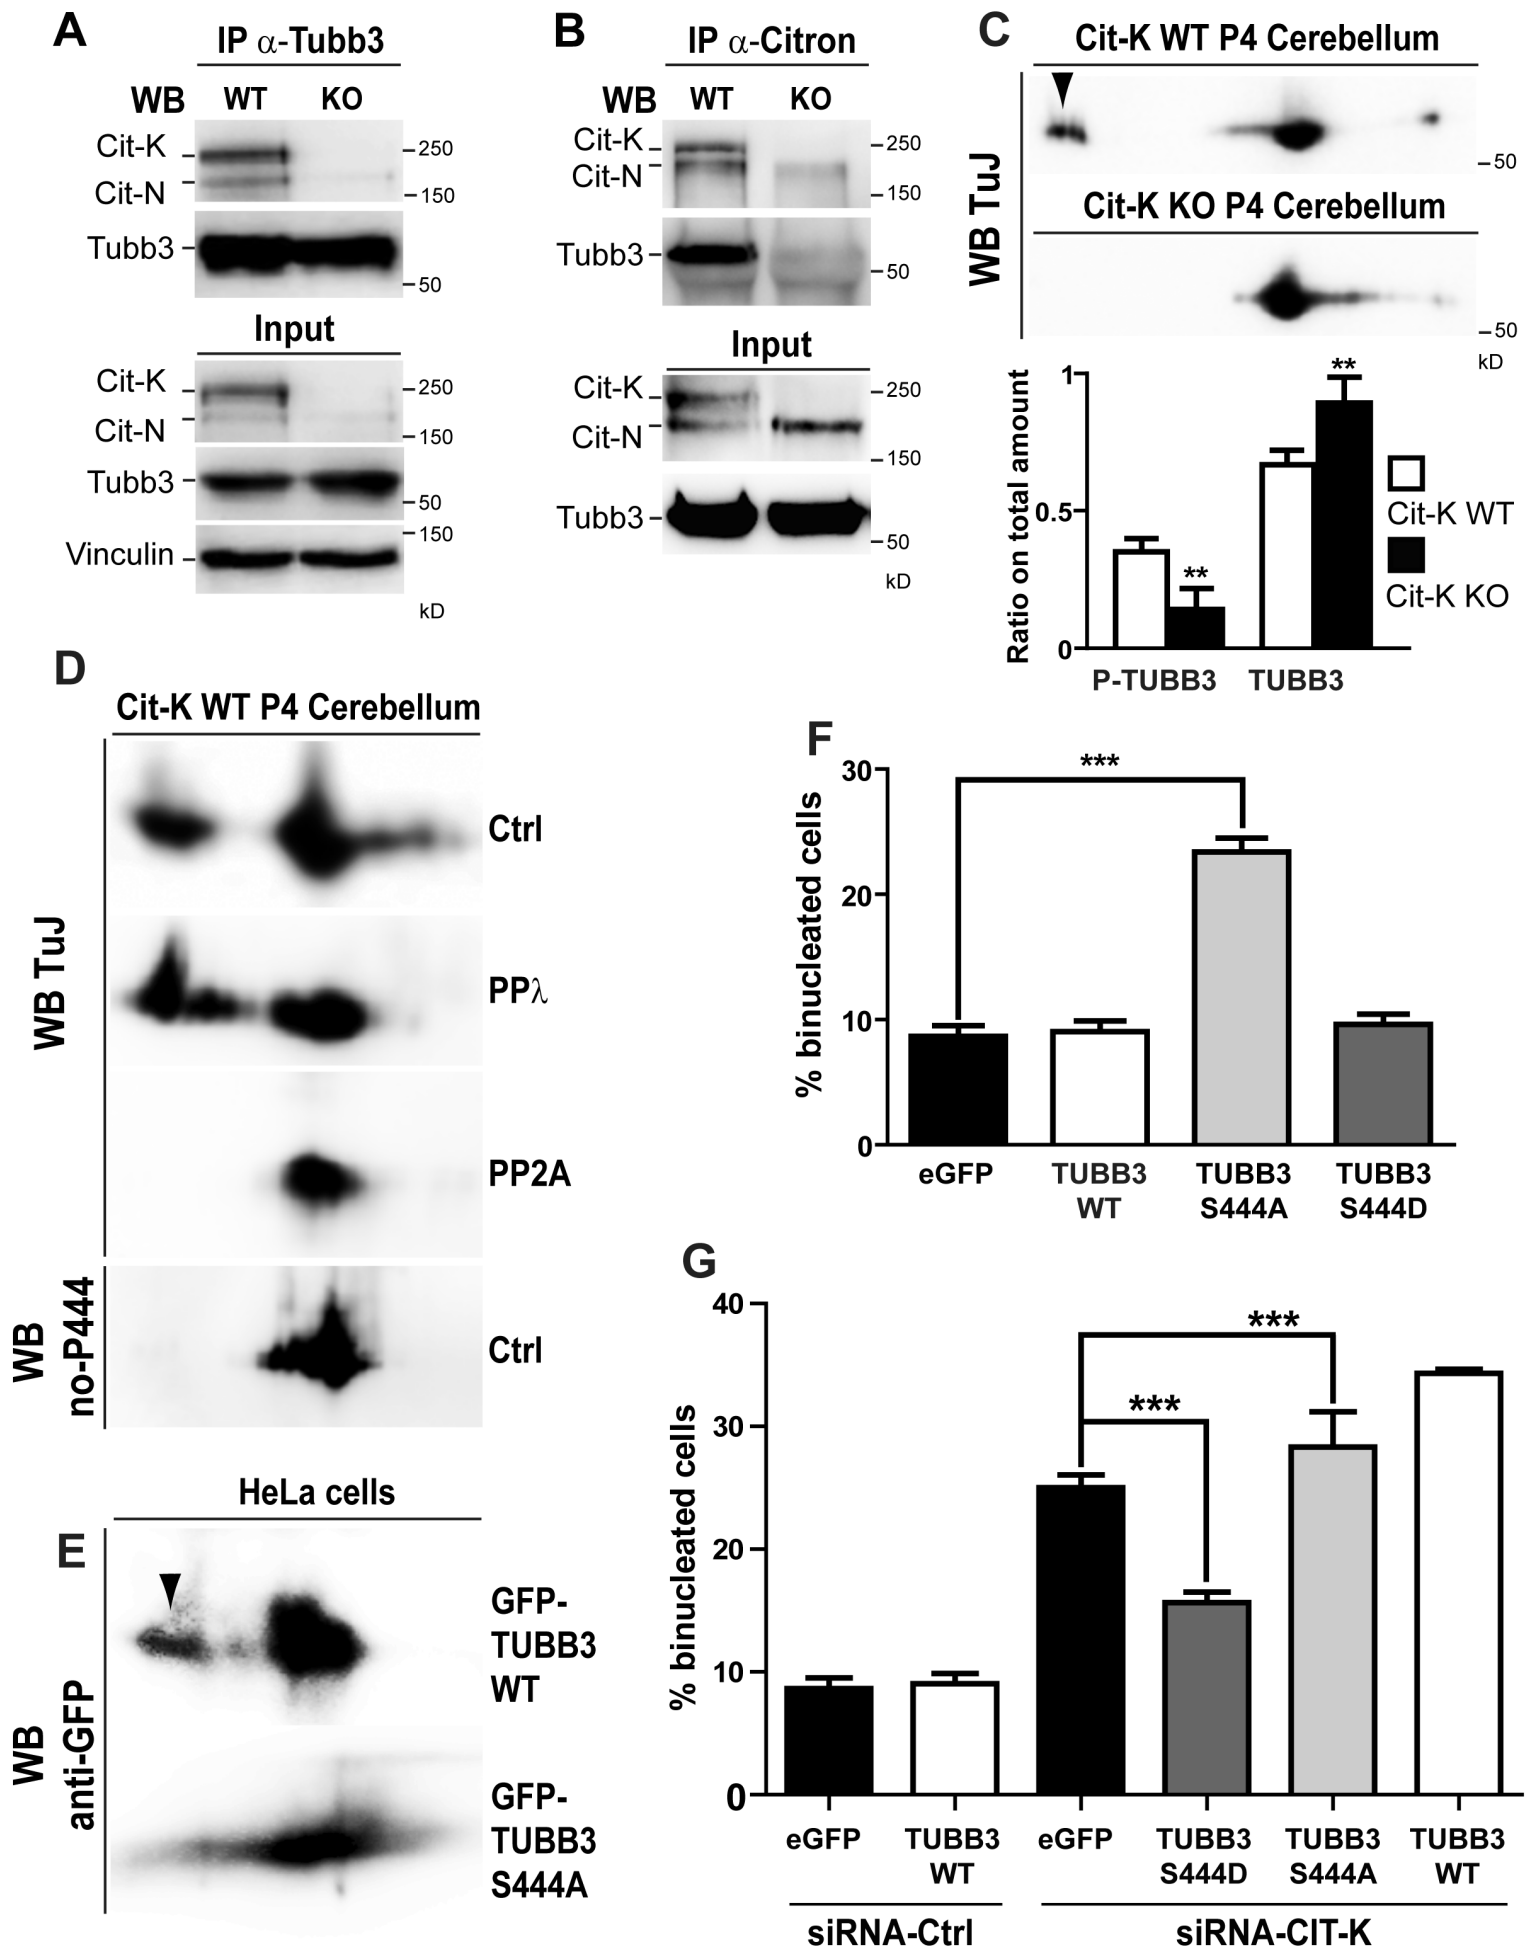 A
IP α-Tubb3
WB WT KO
Cit-K
Cit-N
250
150
Tubb3
50
Input
Cit-K
Cit-N
250
150
Tubb3
50
150
Vinculin
kD
B
IP α-Citron
WB WT KO
Cit-K
Cit-N
250
150
Tubb3
50
Input
Cit-K
Cit-N
250
150
Tubb3
50
kD
C
Cit-K WT P4 Cerebellum
50
WB TuJ
Cit-K KO P4 Cerebellum
50
kD
Ratio on total amount
1
0.5
0
**
**
Cit-K WT
Cit-K KO
P-TUBB3 TUBB3
D
Cit-K WT P4 Cerebellum
WB TuJ
Ctrl
PPλ
PP2A
WB
no-P444
Ctrl
HeLa cells
E
WB
anti-GFP
GFP-
TUBB3
WT
GFP-
TUBB3
S444A
F
% binucleated cells
30
20
10
0
***
eGFP TUBB3 TUBB3 TUBB3
WT S444A S444D
G
% binucleated cells
40
30
20
10
0
***
***
eGFP TUBB3 eGFP TUBB3 TUBB3 TUBB3
WT S444D S444A WT
siRNA-Ctrl siRNA-CIT-K